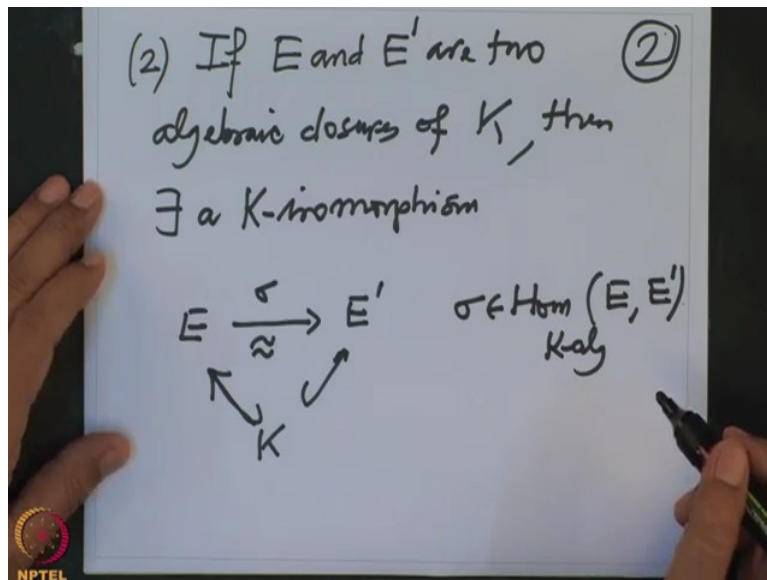 (2) If E and E' are two ②
algebraic closures of K, then
∃ a K-isomorphism
E σ→≈ E' σ ∈ Hom K-alg (E, E')
K
NPTEL